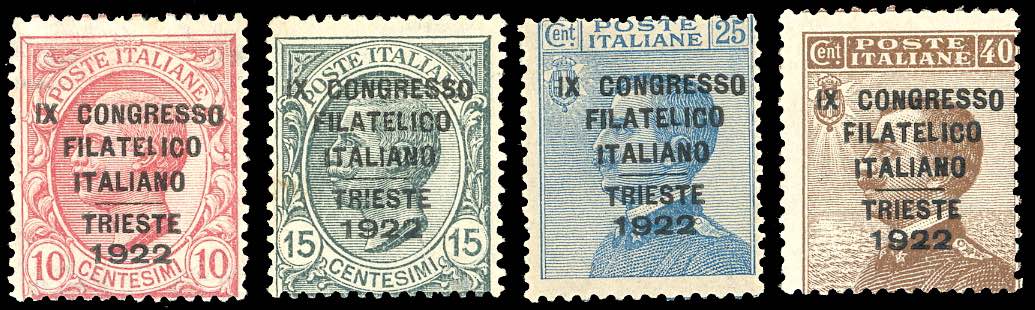 POSTE ITALIANE
IX CONGRESSO
FILATELICO
ITALIANO
TRIESTE
1922
10 CENTESIMI 10
POSTE ITALIANE
IX CONGRESSO
FILATELICO
ITALIANO
TRIESTE
1922
15 CENTESIMI 15
Cent. POSTE 25
ITALIANE
IX CONGRESSO
FILATELICO
ITALIANO
TRIESTE
1922
Cent. POSTE 40
ITALIANE
IX CONGRESSO
FILATELICO
ITALIANO
TRIESTE
1922